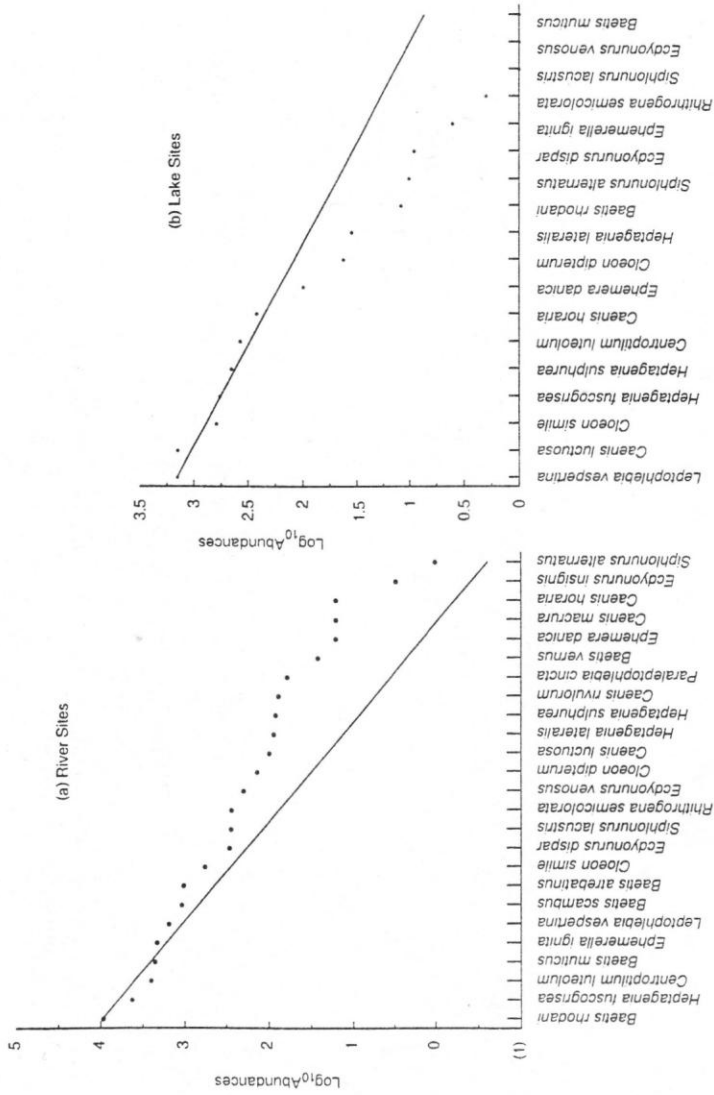 (a) River Sites
Log10Abundances
5
4
3
2
1
0
(1)
Baetis rhodani
Heptagenia fuscogrisea
Centroptilum luteolum
Baetis muticus
Ephemerella ignita
Leptophlebia vespertina
Baetis scambus
Baetis atrebatinus
Cloeon simile
Ecdyonurus dispar
Siphlonurus lacustris
Rhithrogena semicolorata
Ecdyonurus venosus
Cloeon dipterum
Caenis luctuosa
Heptagenia lateralis
Heptagenia sulphurea
Caenis rivulorum
Paraleptophlebia cincta
Baetis vernus
Ephemera danica
Caenis macrura
Caenis horaria
Ecdyonurus insignis
Siphlonurus alternatus
(b) Lake Sites
Log10Abundances
3.5
3
2.5
2
1.5
1
0.5
0
Leptophlebia vespertina
Caenis luctuosa
Cloeon simile
Heptagenia fuscogrisea
Heptagenia sulphurea
Centroptilum luteolum
Caenis horaria
Ephemera danica
Cloeon dipterum
Heptagenia lateralis
Baetis rhodani
Siphlonurus alternatus
Ecdyonurus dispar
Ephemerella ignita
Rhithrogena semicolorata
Siphlonurus lacustris
Ecdyonurus venosus
Baetis muticus